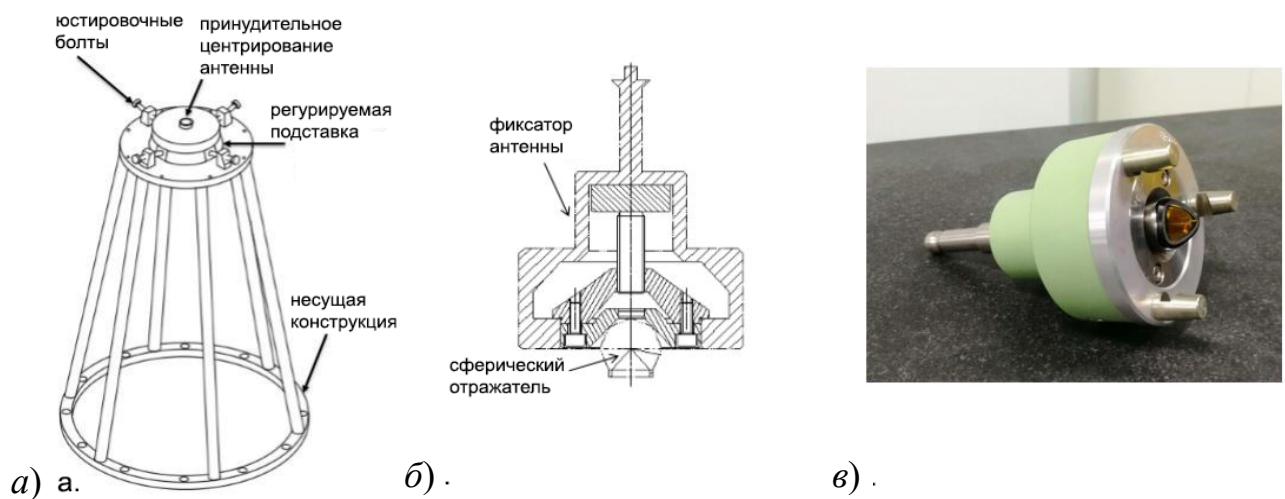 юстировочные
болты
принудительное
центрирование
антенны
регурируемая
подставка
несущая
конструкция
фиксатор
антенны
сферический
отражатель
а) а.
б) .
в) .